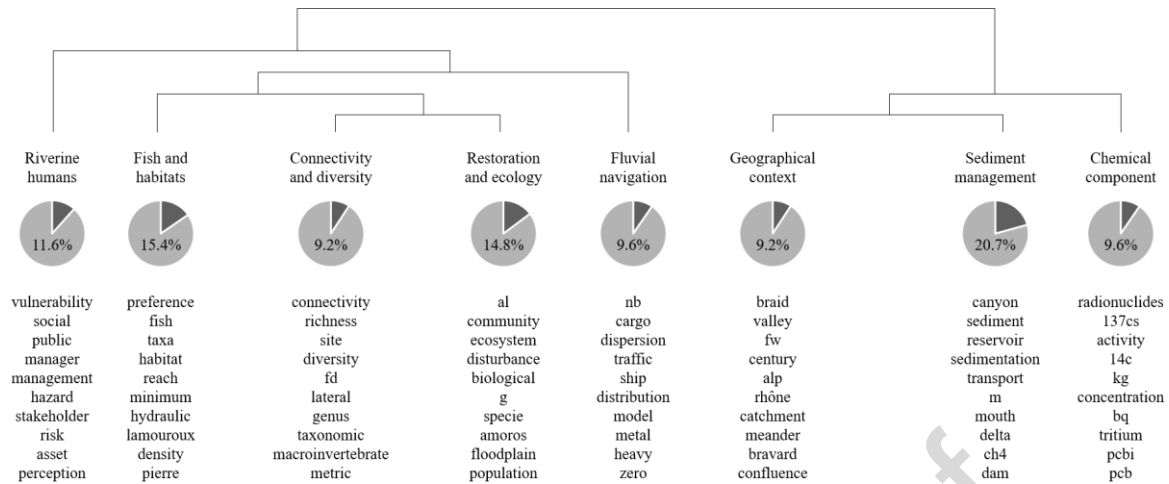 Riverine humans
11.6%
vulnerability
social
public
manager
management
hazard
stakeholder
risk
asset
perception
Fish and habitats
15.4%
preference
fish
taxa
habitat
reach
minimum
hydraulic
lamouroux
density
pierre
Connectivity and diversity
9.2%
connectivity
richness
site
diversity
fd
lateral
genus
taxonomic
macroinvertebrate
metric
Restoration and ecology
14.8%
al
community
ecosystem
disturbance
biological
g
specie
amoros
floodplain
population
Fluvial navigation
9.6%
nb
cargo
dispersion
traffic
ship
distribution
model
metal
heavy
zero
Geographical context
9.2%
braid
valley
fw
century
alp
rhône
catchment
meander
bravard
confluence
Sediment management
20.7%
canyon
sediment
reservoir
sedimentation
transport
m
mouth
delta
ch4
dam
Chemical component
9.6%
radionuclides
137cs
activity
14c
kg
concentration
bq
tritium
pcbi
pcb
f